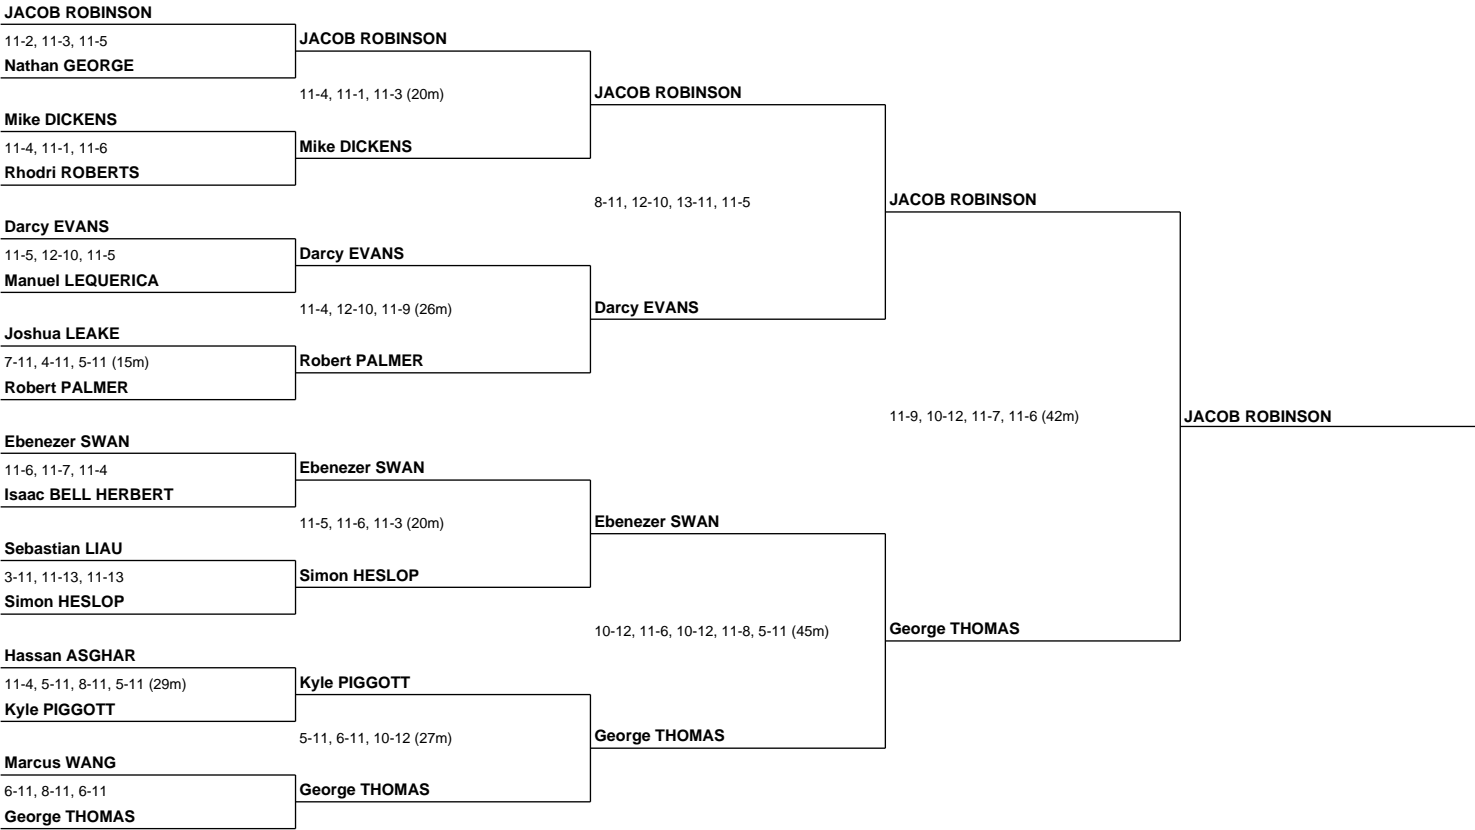 JACOB ROBINSON
11-2, 11-3, 11-5
Nathan GEORGE
Mike DICKENS
11-4, 11-1, 11-6
Rhodri ROBERTS
Darcy EVANS
11-5, 12-10, 11-5
Manuel LEQUERICA
Joshua LEAKE
7-11, 4-11, 5-11 (15m)
Robert PALMER
Ebenezer SWAN
11-6, 11-7, 11-4
Isaac BELL HERBERT
Sebastian LIAU
3-11, 11-13, 11-13
Simon HESLOP
Hassan ASGHAR
11-4, 5-11, 8-11, 5-11 (29m)
Kyle PIGGOTT
Marcus WANG
6-11, 8-11, 6-11
George THOMAS
JACOB ROBINSON
11-4, 11-1, 11-3 (20m)
Mike DICKENS
Darcy EVANS
11-4, 12-10, 11-9 (26m)
Robert PALMER
Ebenezer SWAN
11-5, 11-6, 11-3 (20m)
Simon HESLOP
Kyle PIGGOTT
5-11, 6-11, 10-12 (27m)
George THOMAS
JACOB ROBINSON
8-11, 12-10, 13-11, 11-5
Darcy EVANS
Ebenezer SWAN
10-12, 11-6, 10-12, 11-8, 5-11 (45m)
George THOMAS
JACOB ROBINSON
11-9, 10-12, 11-7, 11-6 (42m)
George THOMAS
JACOB ROBINSON